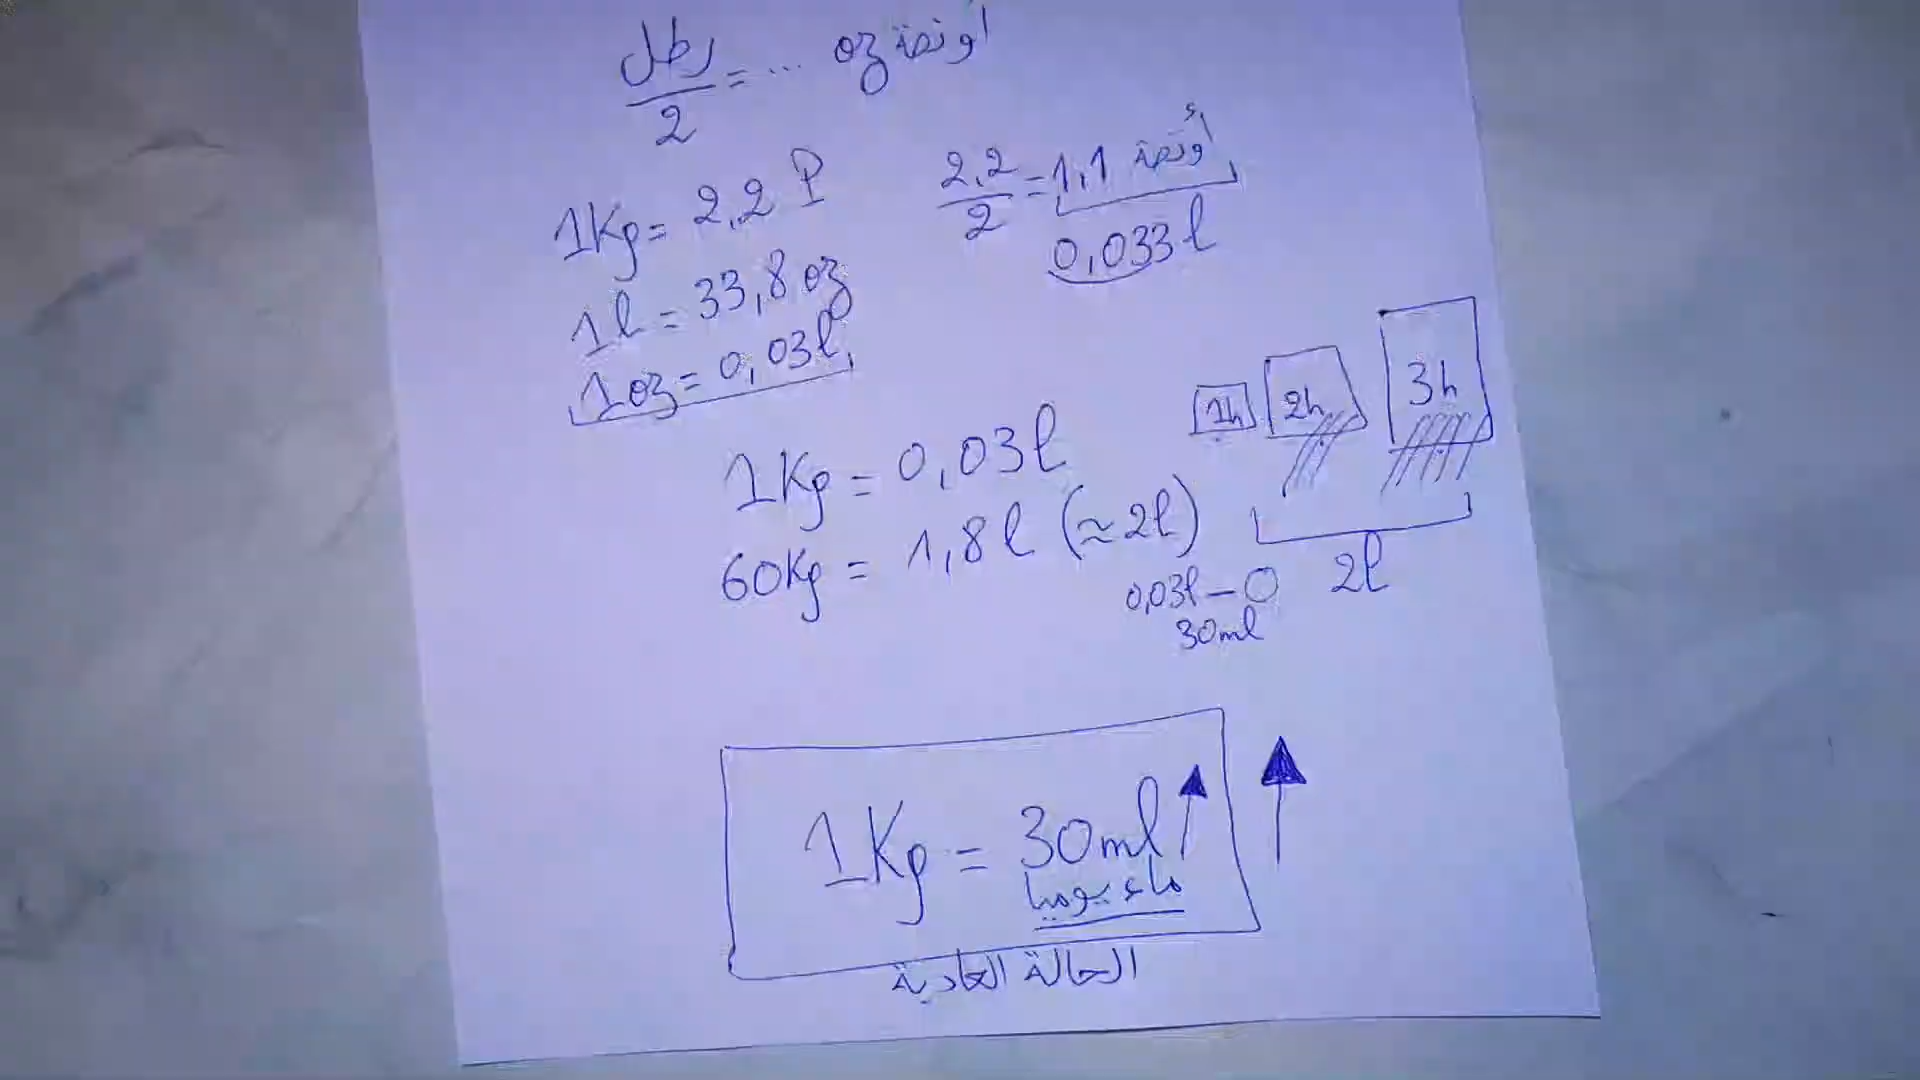 رطل/2 = ... oz أونصة
1Kg = 2,2 P
2,2/2 = 1,1 أونصة
0,033 l
1l = 33,8 oz
1oz = 0,03l
1h 2h 3h
1Kg = 0,03l
60Kg = 1,8l (≈2l)
2l
0,03l – O
30ml
1Kg = 30ml
ماء يوميا
الحالة العادية